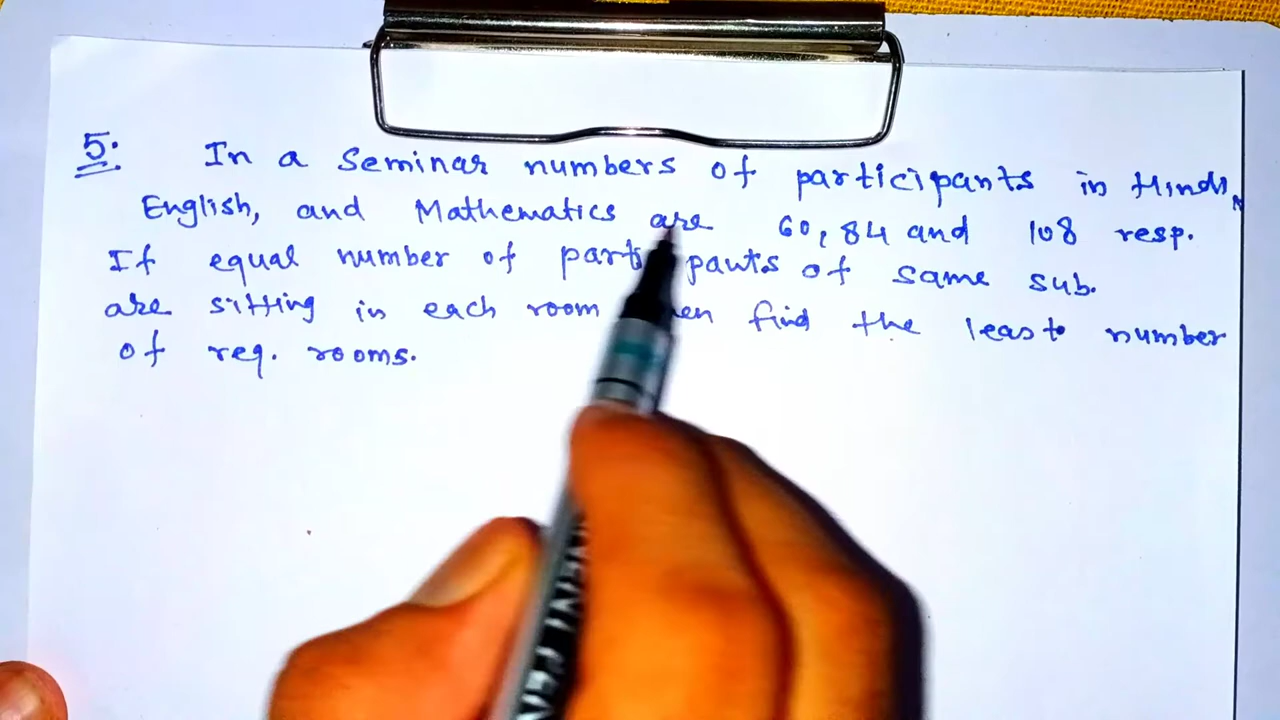 5. In a Seminar numbers of participants in Hindi,
English, and Mathematics are 60, 84 and 108 resp.
If equal number of of same sub.
are sitting in each room find the least number
of req. rooms.